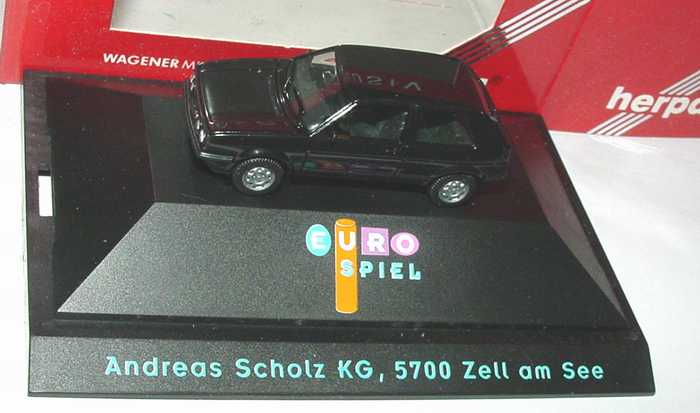 WAGENER
herpa
EURO
SPIEL
Andreas Scholz KG, 5700 Zell am See